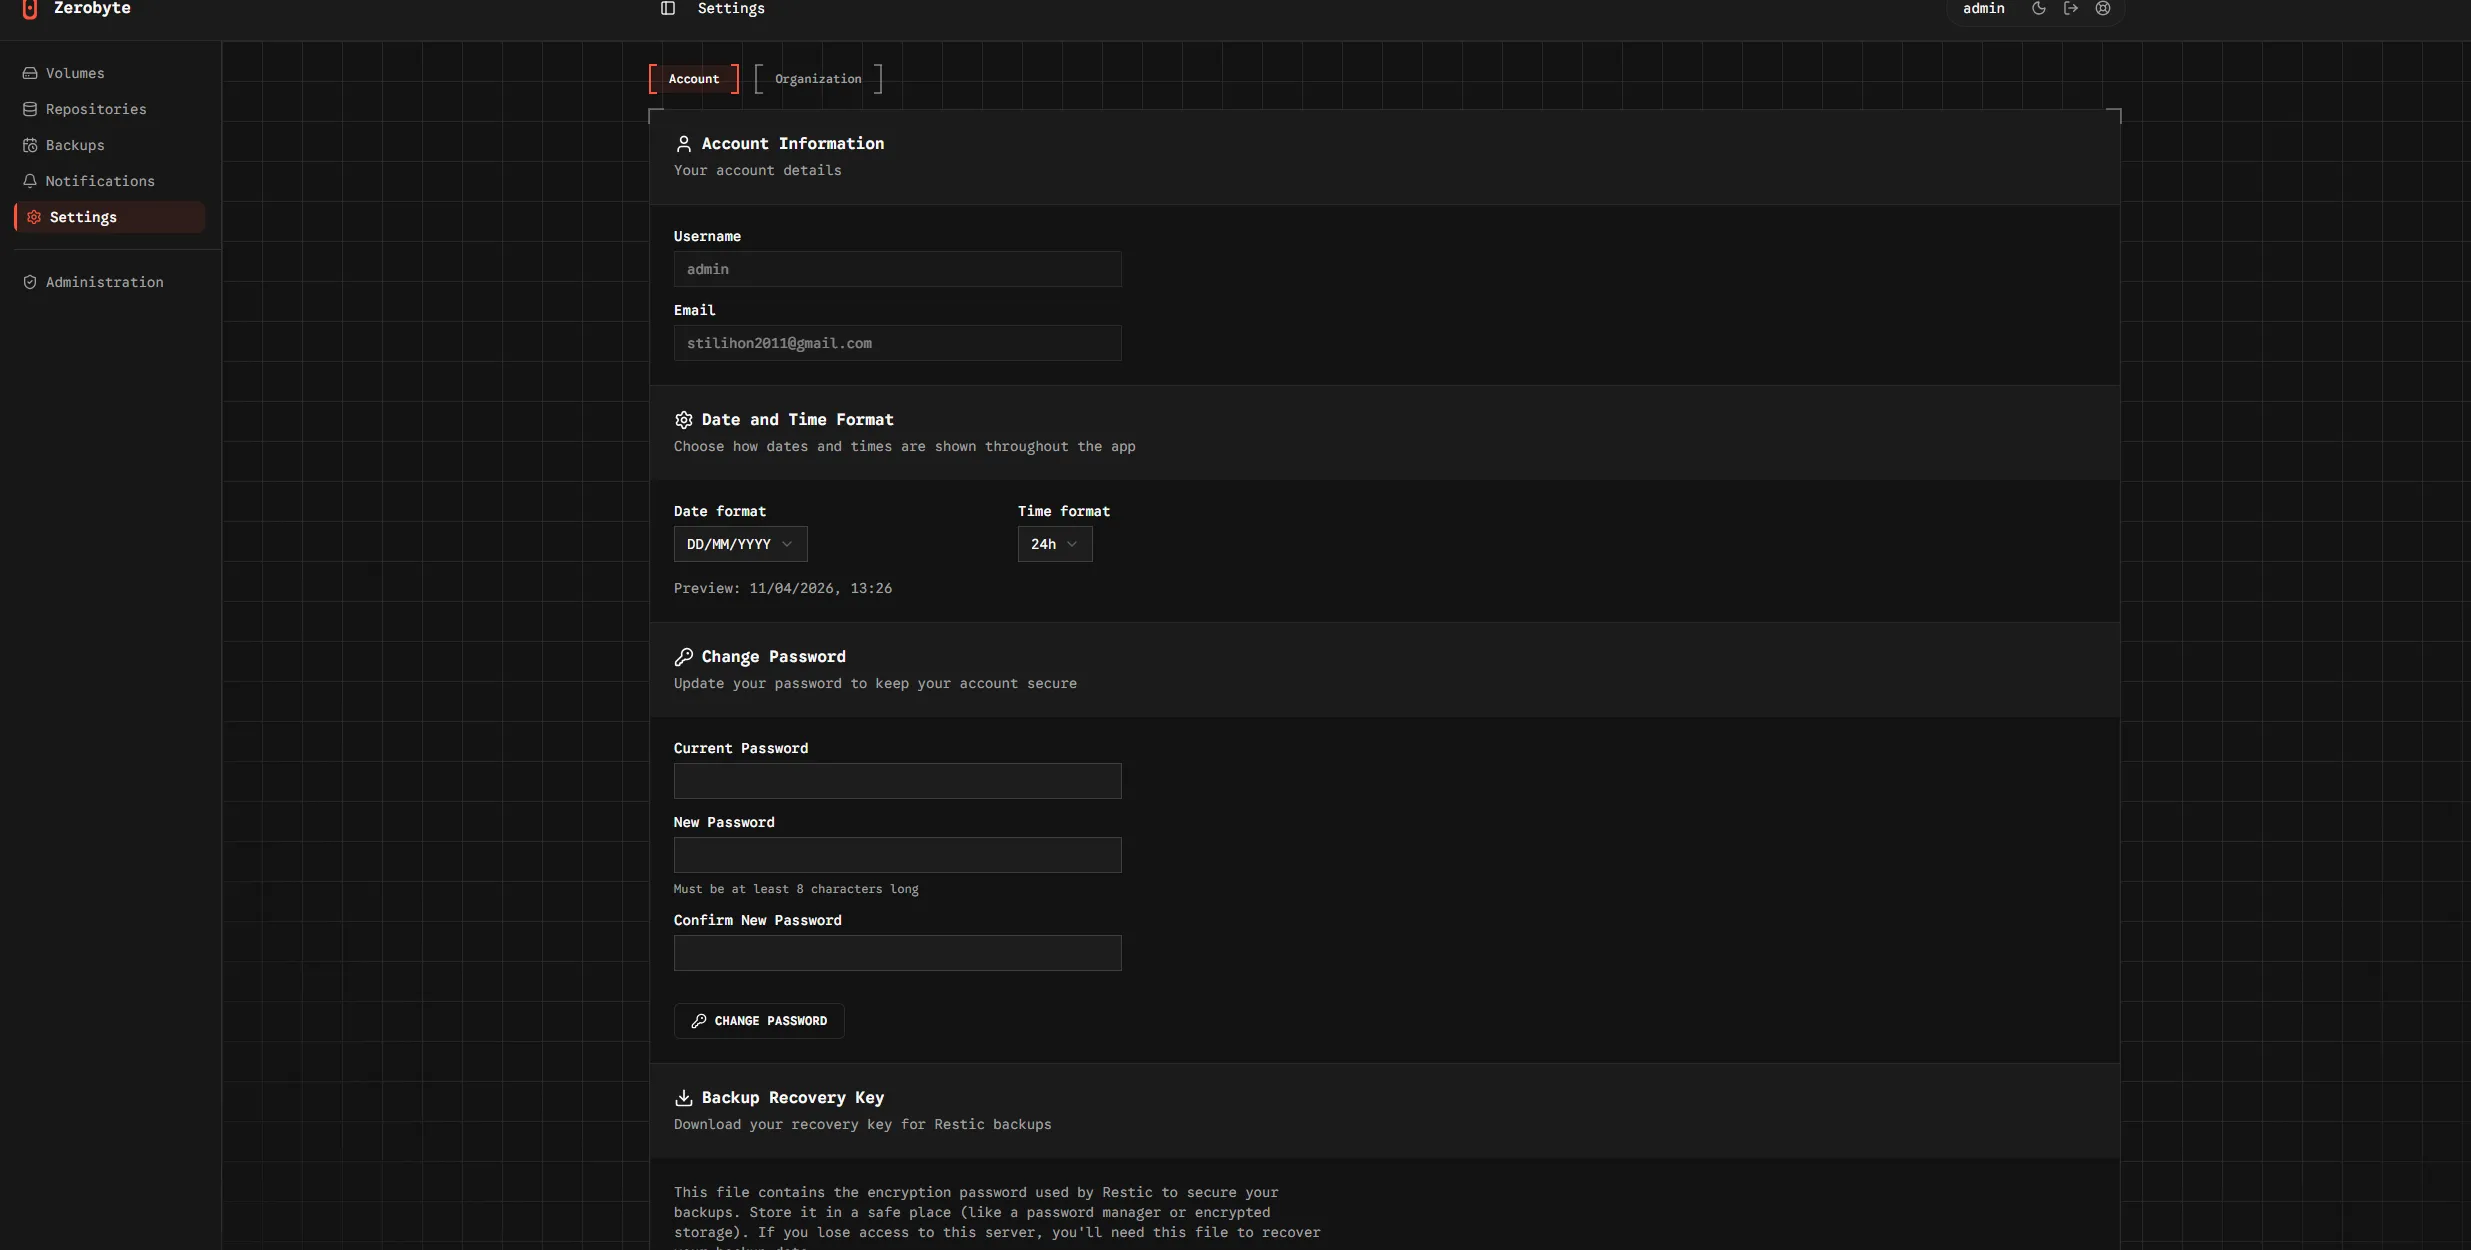 Zerobyte
Settings
admin
Volumes
Repositories
Backups
Notifications
Settings
Administration
Account
Organization
Account Information
Your account details
Username
admin
Email
stilihon2011@gmail.com
Date and Time Format
Choose how dates and times are shown throughout the app
Date format
Time format
DD/MM/YYYY
24h
Preview: 11/04/2026, 13:26
Change Password
Update your password to keep your account secure
Current Password
New Password
Must be at least 8 characters long
Confirm New Password
CHANGE PASSWORD
Backup Recovery Key
Download your recovery key for Restic backups
This file contains the encryption password used by Restic to secure your
backups. Store it in a safe place (like a password manager or encrypted
storage). If you lose access to this server, you'll need this file to recover